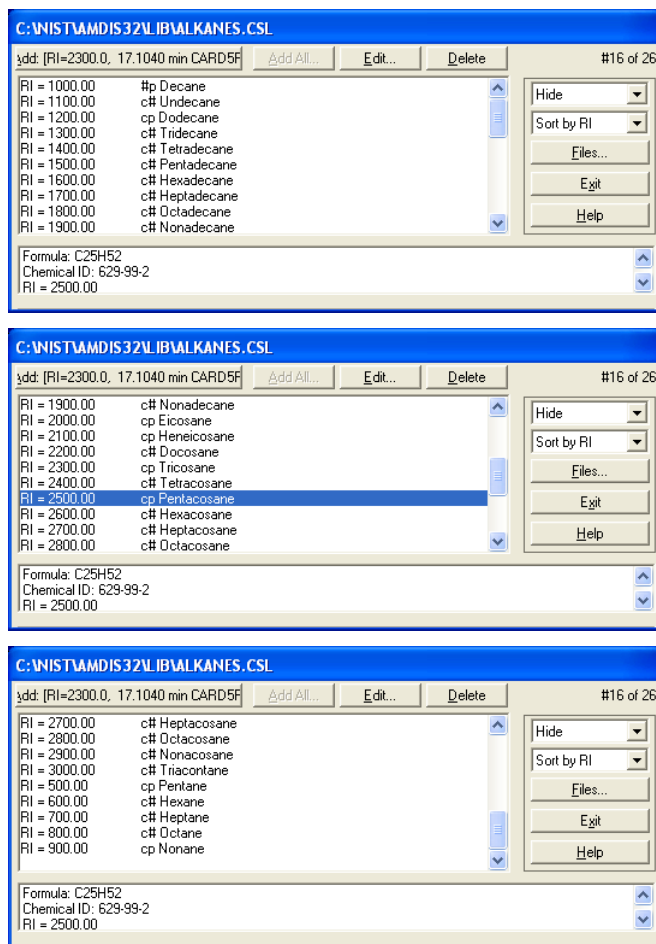 C:\NIST\AMDIS32\LIB\ALKANES.CSL
Add: [RI=2300.0, 17.1040 min CARD5F Add All... Edit... Delete #16 of 26
RI = 1000.00 #p Decane
RI = 1100.00 c# Undecane
RI = 1200.00 cp Dodecane
RI = 1300.00 c# Tridecane
RI = 1400.00 c# Tetradecane
RI = 1500.00 c# Pentadecane
RI = 1600.00 c# Hexadecane
RI = 1700.00 c# Heptadecane
RI = 1800.00 c# Octadecane
RI = 1900.00 c# Nonadecane
Hide
Sort by RI
Files...
Exit
Help
Formula: C25H52
Chemical ID: 629-99-2
RI = 2500.00
C:\NIST\AMDIS32\LIB\ALKANES.CSL
Add: [RI=2300.0, 17.1040 min CARD5F Add All... Edit... Delete #16 of 26
RI = 1900.00 c# Nonadecane
RI = 2000.00 cp Eicosane
RI = 2100.00 cp Heneicosane
RI = 2200.00 c# Docosane
RI = 2300.00 cp Tricosane
RI = 2400.00 c# Tetracosane
RI = 2500.00 cp Pentacosane
RI = 2600.00 c# Hexacosane
RI = 2700.00 c# Heptacosane
RI = 2800.00 c# Octacosane
Hide
Sort by RI
Files...
Exit
Help
Formula: C25H52
Chemical ID: 629-99-2
RI = 2500.00
C:\NIST\AMDIS32\LIB\ALKANES.CSL
Add: [RI=2300.0, 17.1040 min CARD5F Add All... Edit... Delete #16 of 26
RI = 2700.00 c# Heptacosane
RI = 2800.00 c# Octacosane
RI = 2900.00 c# Nonacosane
RI = 3000.00 c# Triacontane
RI = 500.00 cp Pentane
RI = 600.00 c# Hexane
RI = 700.00 c# Heptane
RI = 800.00 c# Octane
RI = 900.00 cp Nonane
Hide
Sort by RI
Files...
Exit
Help
Formula: C25H52
Chemical ID: 629-99-2
RI = 2500.00